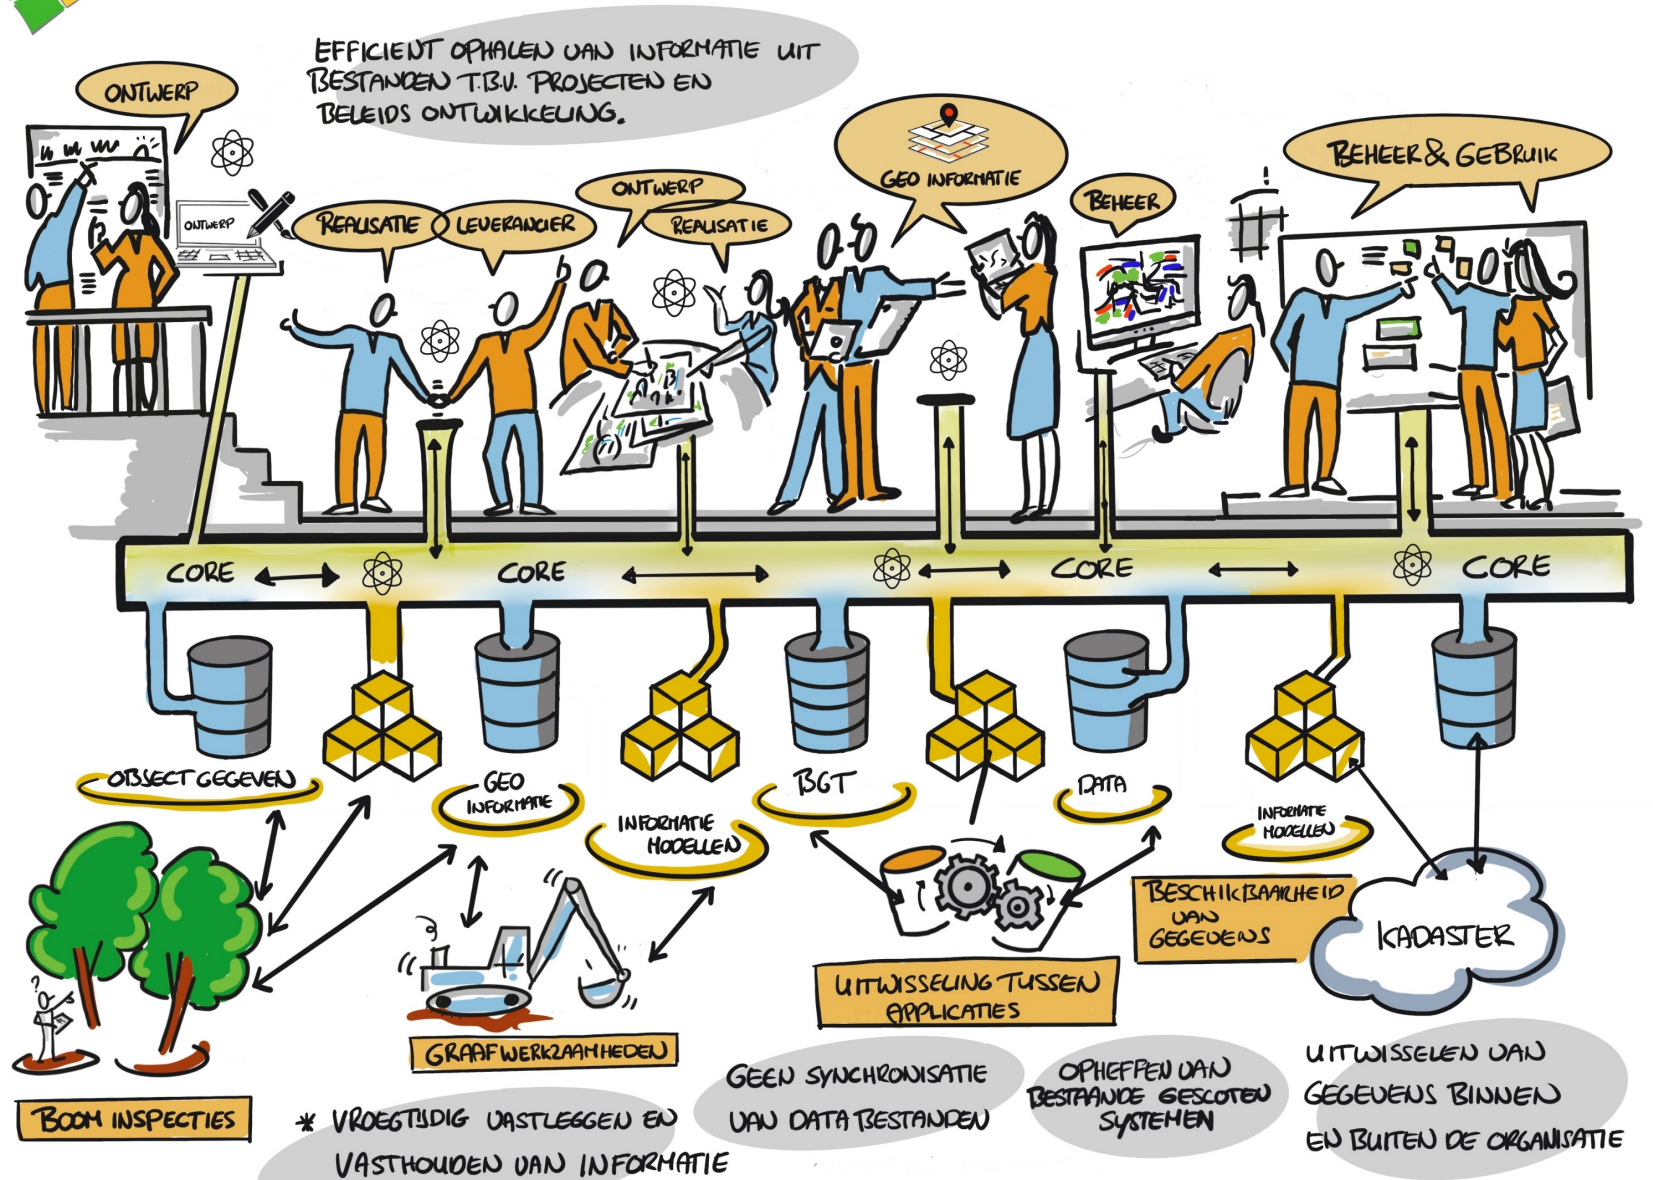 EFFICIENT OPHALEN VAN INFORMATIE UIT
BESTANDEN T.B.V. PROJECTEN EN
BELEIDS ONTWIKKELING.
ONTWERP
ONTWERP
REALISATIE
LEVERANCIER
ONTWERP
REALISATIE
GEO INFORMATIE
BEHEER
BEHEER & GEBRUIK
CORE
CORE
CORE
CORE
OBJECT GEGEVEN
GEO
INFORMATIE
INFORMATIE
MODELLEN
BGT
DATA
INFORMATIE
MODELLEN
BESCHIKBAARHEID
VAN
GEGEVENS
KADASTER
UITWISSELING TUSSEN
APPLICATIES
GRAAFWERKZAAMHEDEN
BOOM INSPECTIES
* VROEGTIJDIG VASTLEGGEN EN
VASTHOUDEN VAN INFORMATIE
GEEN SYNCHRONISATIE
VAN DATABESTANDEN
OPHEFFEN VAN
BESTAANDE GESLOTEN
SYSTEMEN
UITWISSELEN VAN
GEGEVENS BINNEN
EN BUITEN DE ORGANISATIE